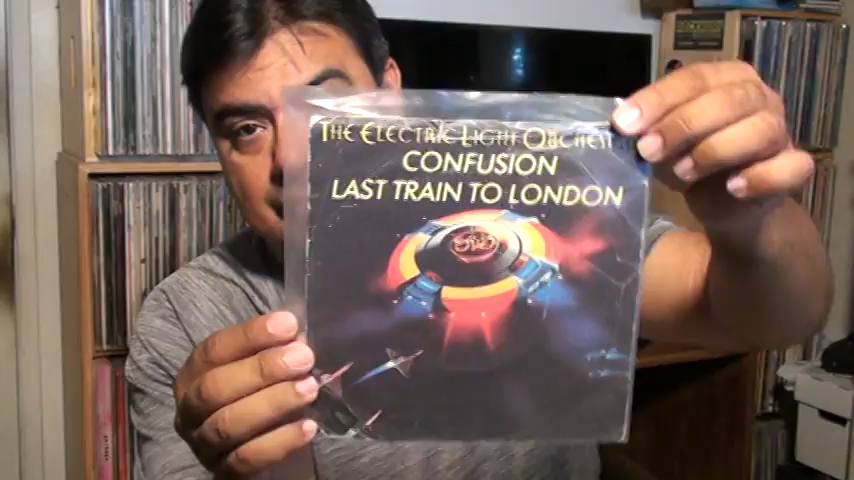 THE ELECTRIC LIGHT ORCHESTRA
CONFUSION
LAST TRAIN TO LONDON